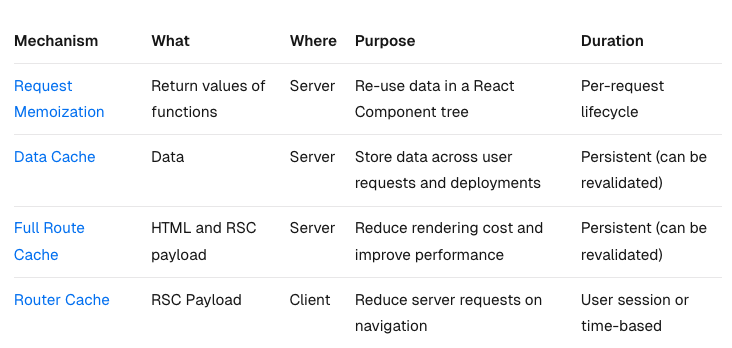 Mechanism What Where Purpose Duration
Request Return values of Server Re-use data in a React Per-request
Memoization functions Component tree lifecycle
Data Cache Data Server Store data across user Persistent (can be
requests and deployments revalidated)
Full Route HTML and RSC Server Reduce rendering cost and Persistent (can be
Cache payload improve performance revalidated)
Router Cache RSC Payload Client Reduce server requests on User session or
navigation time-based